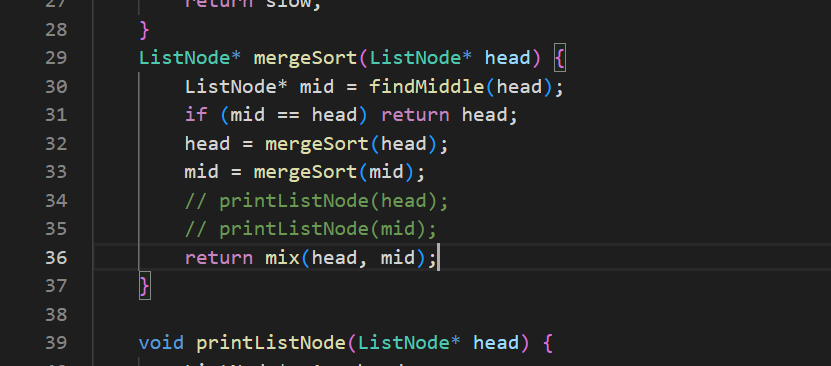 27 return slow;
28 }
29 ListNode* mergeSort(ListNode* head) {
30 ListNode* mid = findMiddle(head);
31 if (mid == head) return head;
32 head = mergeSort(head);
33 mid = mergeSort(mid);
34 // printListNode(head);
35 // printListNode(mid);
36 return mix(head, mid);
37 }
38
39 void printListNode(ListNode* head) {